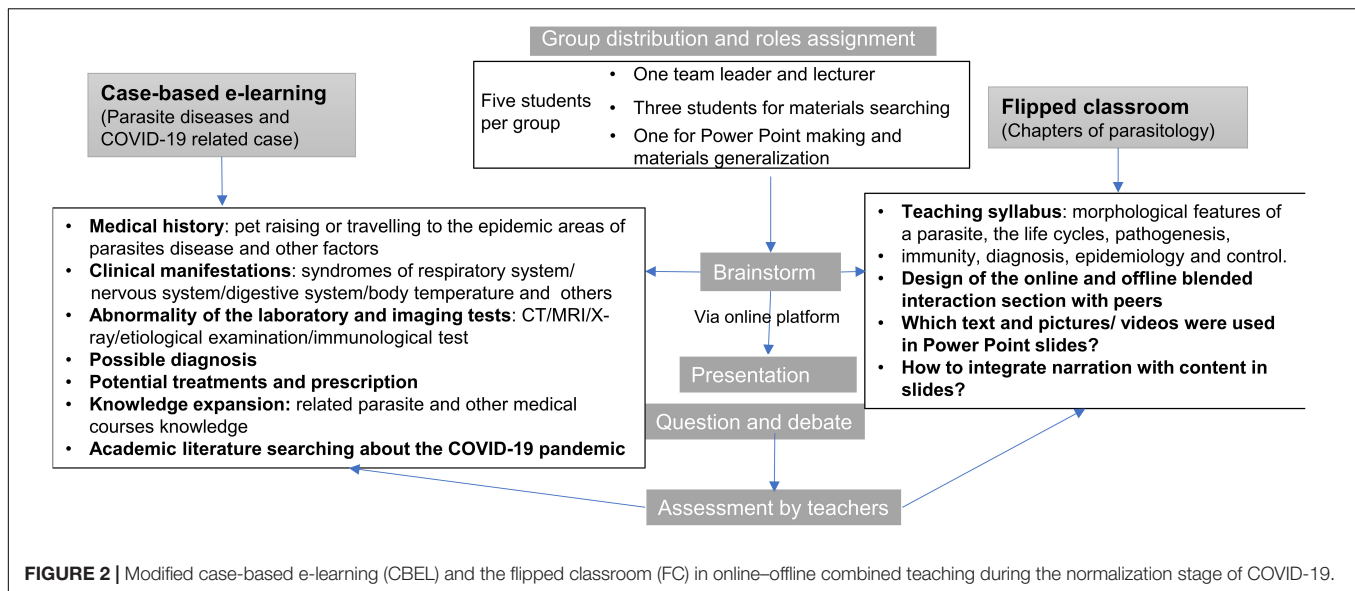 Group distribution and roles assignment
Case-based e-learning
(Parasite diseases and
COVID-19 related case)
Five students
per group
• One team leader and lecturer
• Three students for materials searching
• One for Power Point making and
materials generalization
Flipped classroom
(Chapters of parasitology)
• Medical history: pet raising or travelling to the epidemic areas of
parasites disease and other factors
• Clinical manifestations: syndromes of respiratory system/
nervous system/digestive system/body temperature and others
• Abnormality of the laboratory and imaging tests: CT/MRI/X-
ray/etiological examination/immunological test
• Possible diagnosis
• Potential treatments and prescription
• Knowledge expansion: related parasite and other medical
courses knowledge
• Academic literature searching about the COVID-19 pandemic
Brainstorm
Via online platform
Presentation
Question and debate
Assessment by teachers
• Teaching syllabus: morphological features of
a parasite, the life cycles, pathogenesis,
• immunity, diagnosis, epidemiology and control.
• Design of the online and offline blended
interaction section with peers
• Which text and pictures/ videos were used
in Power Point slides?
• How to integrate narration with content in
slides?
FIGURE 2 | Modified case-based e-learning (CBEL) and the flipped classroom (FC) in online–offline combined teaching during the normalization stage of COVID-19.